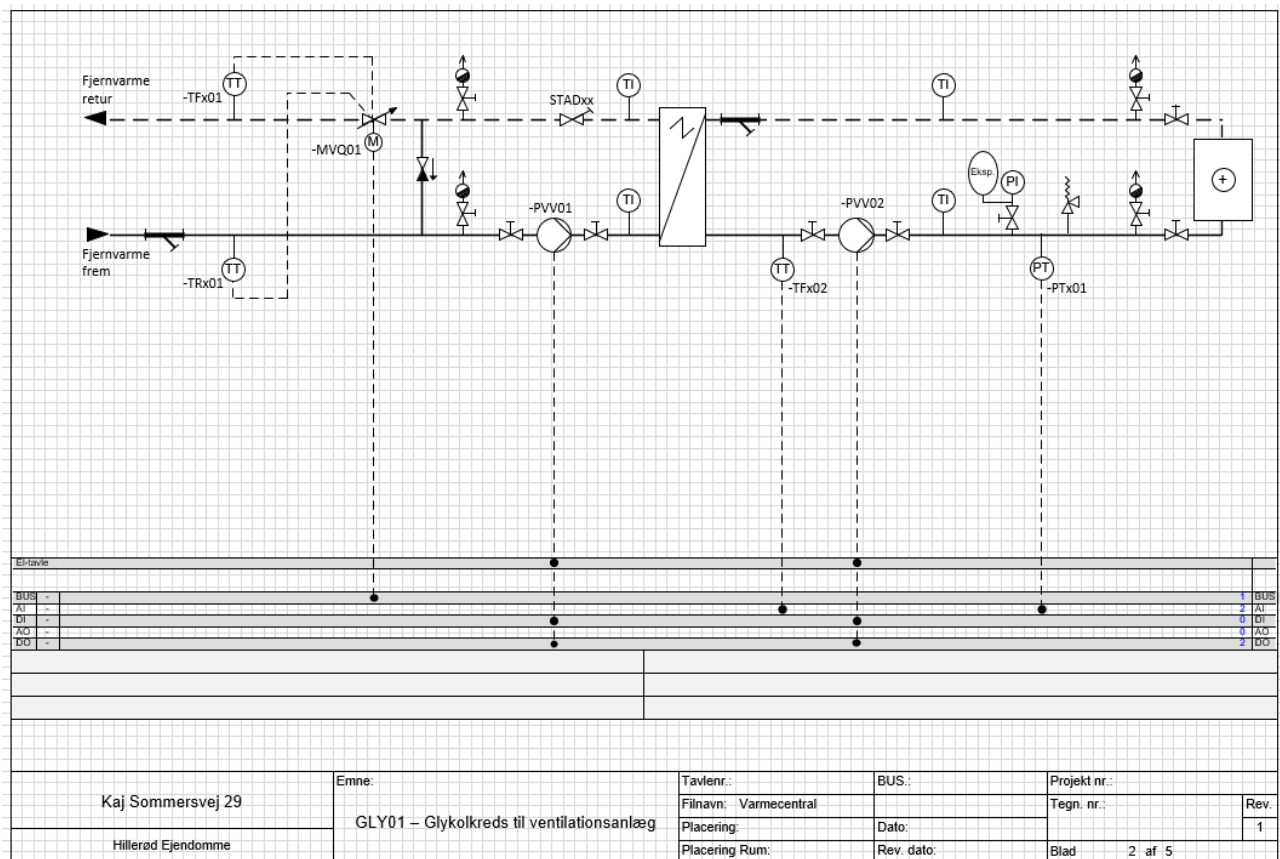 Fjernvarme
retur
TT
-TFx01
-MVQ01
M
STADxx
TI
TI
Eksp.
PI
+
-PVV01
TI
-PVV02
TI
Fjernvarme
frem
TT
-TRx01
TT
-TFx02
PT
-PTx01
El-tavle
BUS - 1 BUS
AI - 2 AI
DI - 0 DI
AO - 0 AO
DO - 2 DO
Kaj Sommersvej 29
Hillerød Ejendomme
Emne:
GLY01 – Glykolkreds til ventilationsanlæg
Tavlenr.: BUS.: Projekt nr.:
Filnavn: Varmecentral Tegn. nr.: Rev.
Placering: Dato: 1
Placering Rum: Rev. dato: Blad 2 af 5